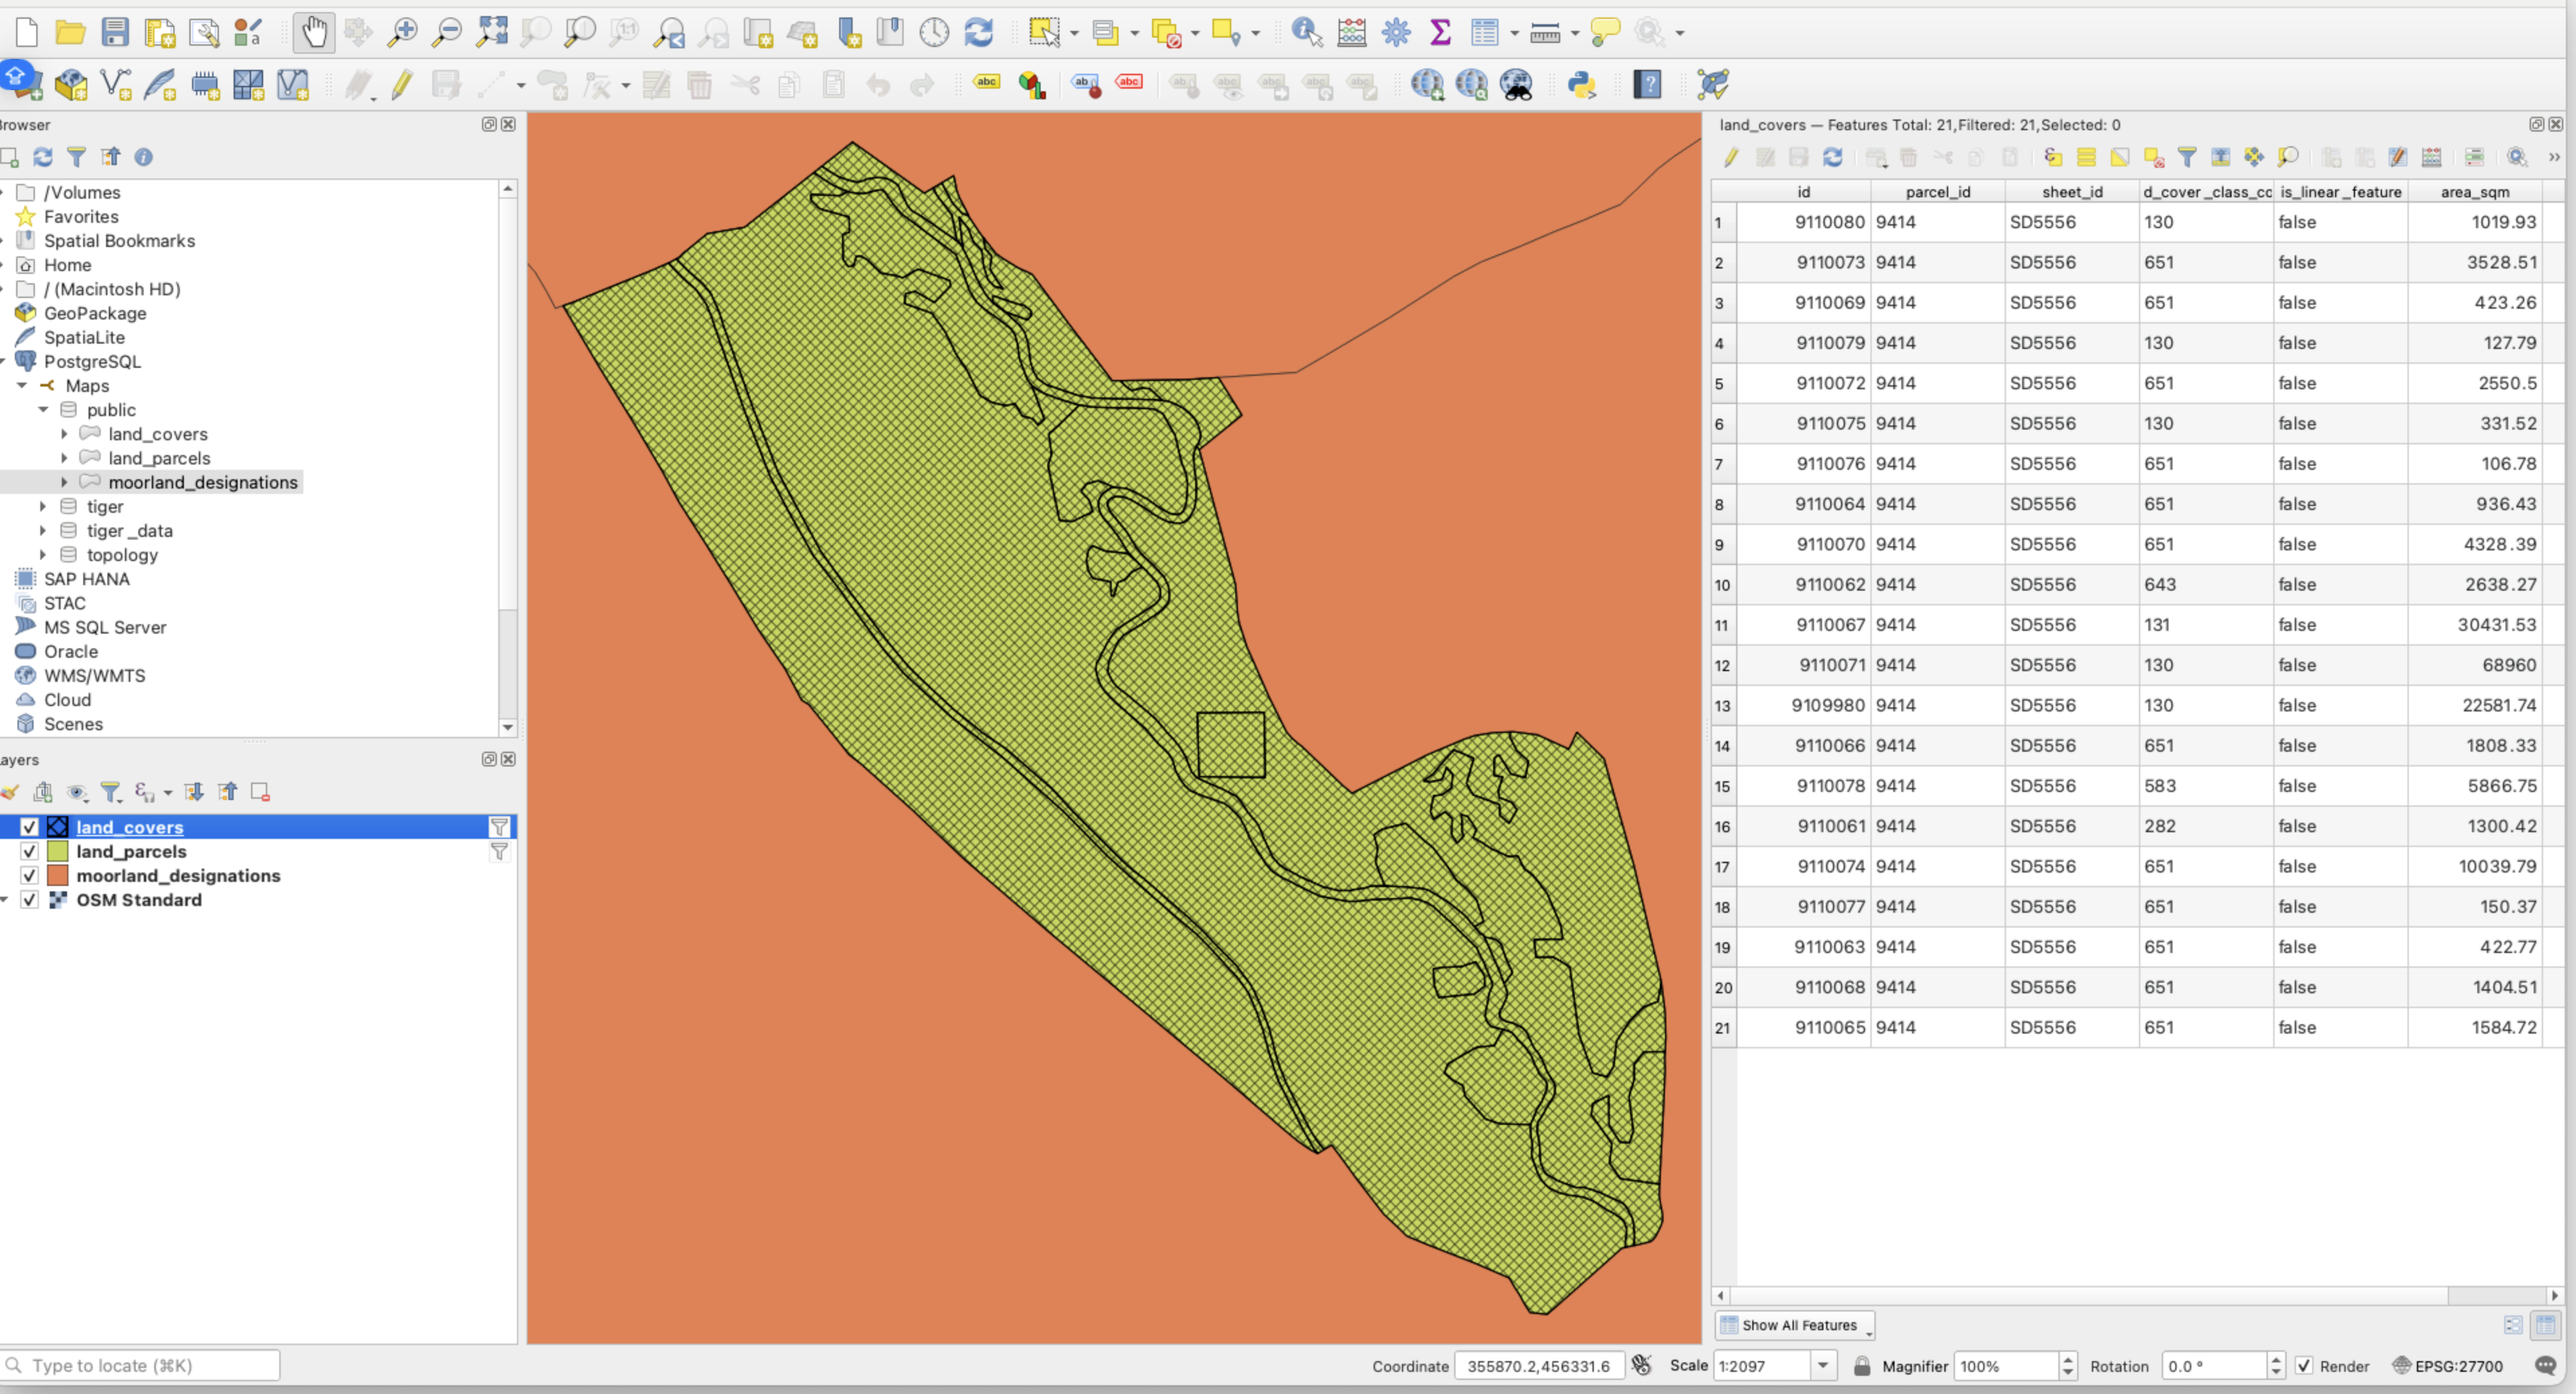 abc
ab
abc
Browser
/Volumes
Favorites
Spatial Bookmarks
Home
/ (Macintosh HD)
GeoPackage
SpatiaLite
PostgreSQL
Maps
public
land_covers
land_parcels
moorland_designations
tiger
tiger_data
topology
SAP HANA
STAC
MS SQL Server
Oracle
WMS/WMTS
Cloud
Scenes
ayers
land_covers
land_parcels
moorland_designations
OSM Standard
Type to locate (⌘K)
land_covers — Features Total: 21,Filtered: 21,Selected: 0
id parcel_id sheet_id d_cover_class_cc is_linear_feature area_sqm
1 9110080 9414 SD5556 130 false 1019.93
2 9110073 9414 SD5556 651 false 3528.51
3 9110069 9414 SD5556 651 false 423.26
4 9110079 9414 SD5556 130 false 127.79
5 9110072 9414 SD5556 651 false 2550.5
6 9110075 9414 SD5556 130 false 331.52
7 9110076 9414 SD5556 651 false 106.78
8 9110064 9414 SD5556 651 false 936.43
9 9110070 9414 SD5556 651 false 4328.39
10 9110062 9414 SD5556 643 false 2638.27
11 9110067 9414 SD5556 131 false 30431.53
12 9110071 9414 SD5556 130 false 68960
13 9109980 9414 SD5556 130 false 22581.74
14 9110066 9414 SD5556 651 false 1808.33
15 9110078 9414 SD5556 583 false 5866.75
16 9110061 9414 SD5556 282 false 1300.42
17 9110074 9414 SD5556 651 false 10039.79
18 9110077 9414 SD5556 651 false 150.37
19 9110063 9414 SD5556 651 false 422.77
20 9110068 9414 SD5556 651 false 1404.51
21 9110065 9414 SD5556 651 false 1584.72
Show All Features
Coordinate 355870.2,456331.6 Scale 1:2097 Magnifier 100% Rotation 0.0 ° Render EPSG:27700